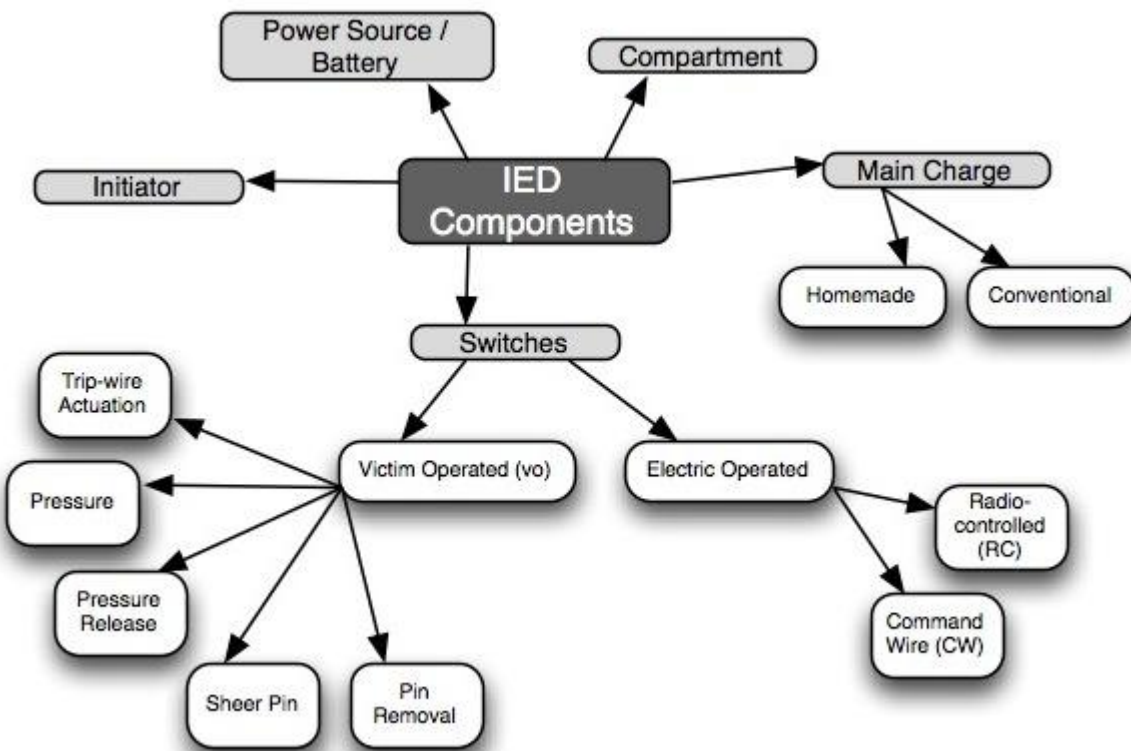 Power Source /
Battery
Compartment
IED
Components
Initiator
Main Charge
Homemade
Conventional
Switches
Trip-wire
Actuation
Victim Operated (vo)
Electric Operated
Pressure
Radio-
controlled
(RC)
Pressure
Release
Command
Wire (CW)
Sheer Pin
Pin
Removal